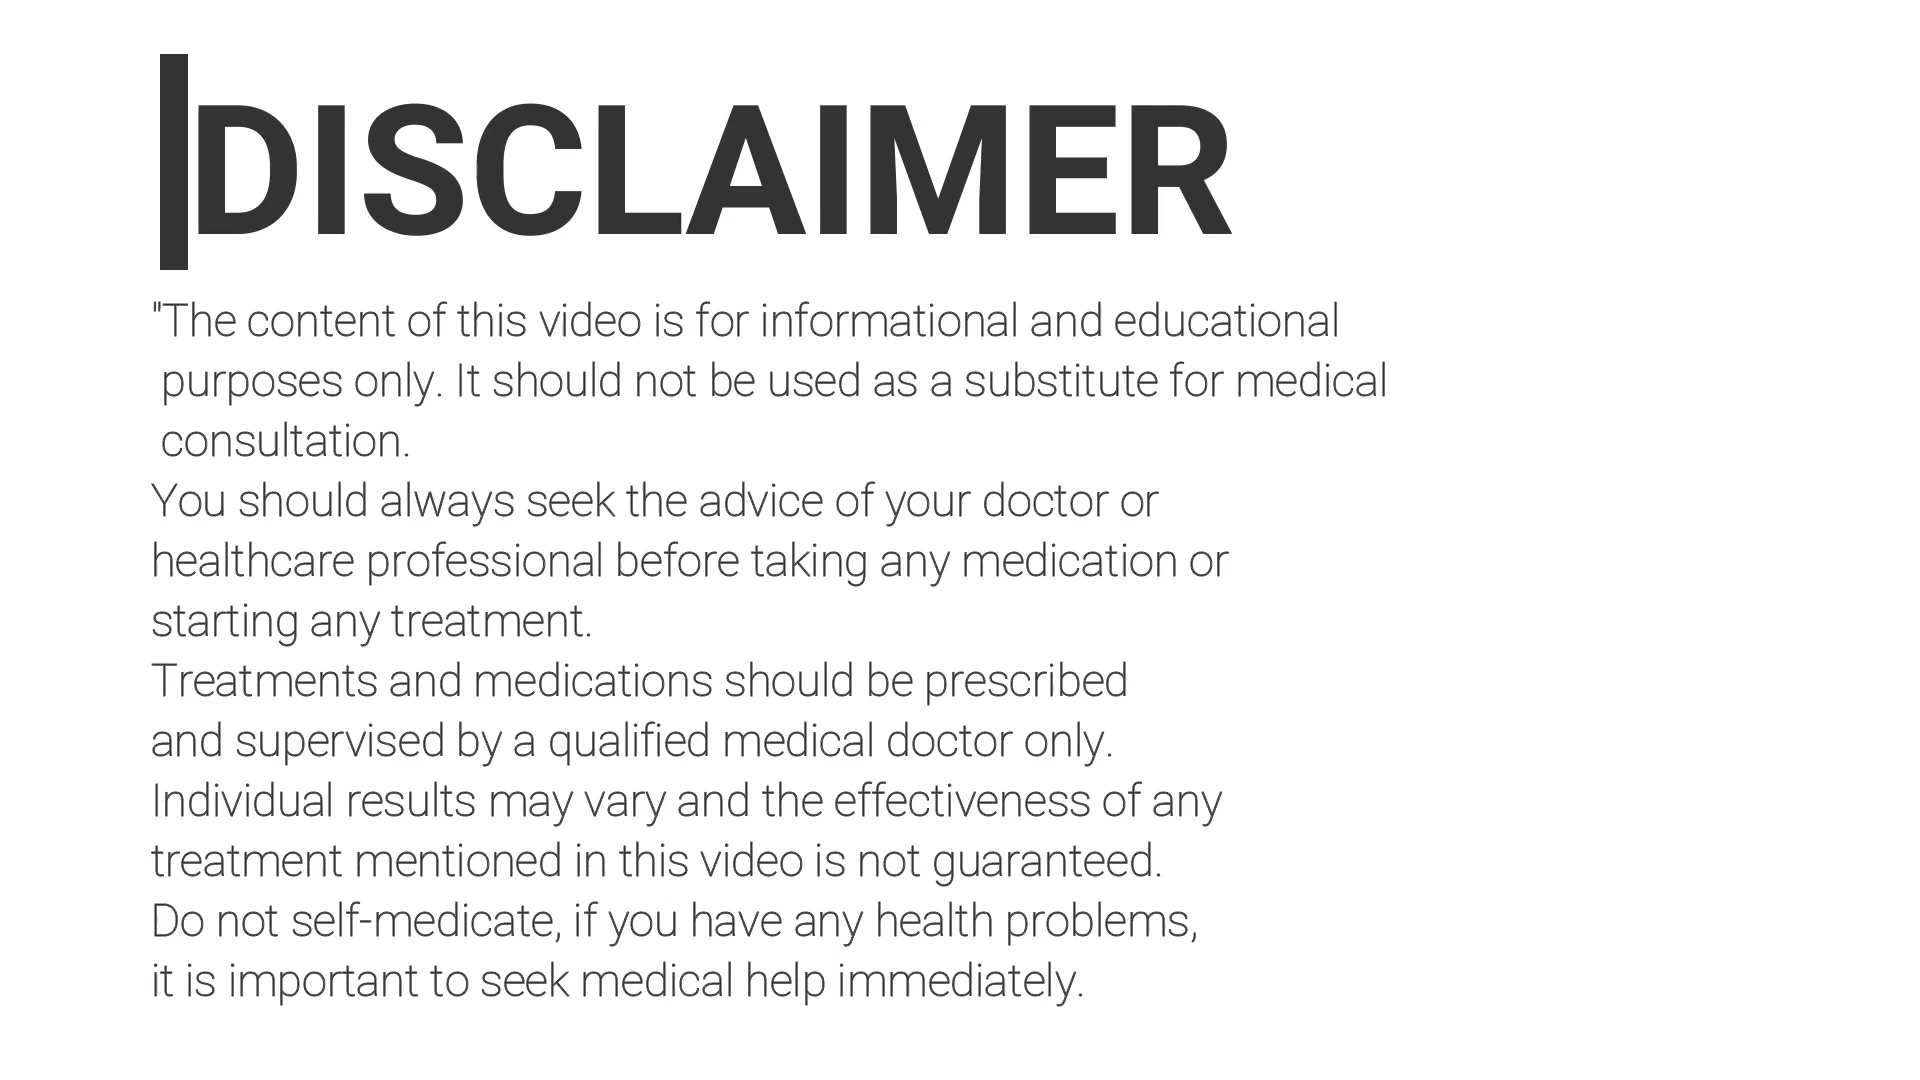 DISCLAIMER
"The content of this video is for informational and educational
purposes only. It should not be used as a substitute for medical
consultation.
You should always seek the advice of your doctor or
healthcare professional before taking any medication or
starting any treatment.
Treatments and medications should be prescribed
and supervised by a qualified medical doctor only.
Individual results may vary and the effectiveness of any
treatment mentioned in this video is not guaranteed.
Do not self-medicate, if you have any health problems,
it is important to seek medical help immediately.